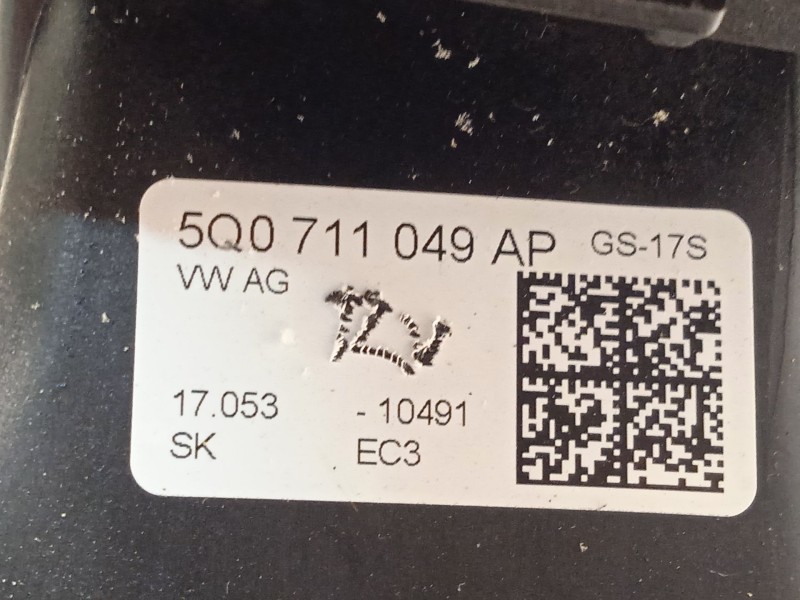 5Q0 711 049 AP GS-17S
VW AG
17.053 - 10491
SK EC3